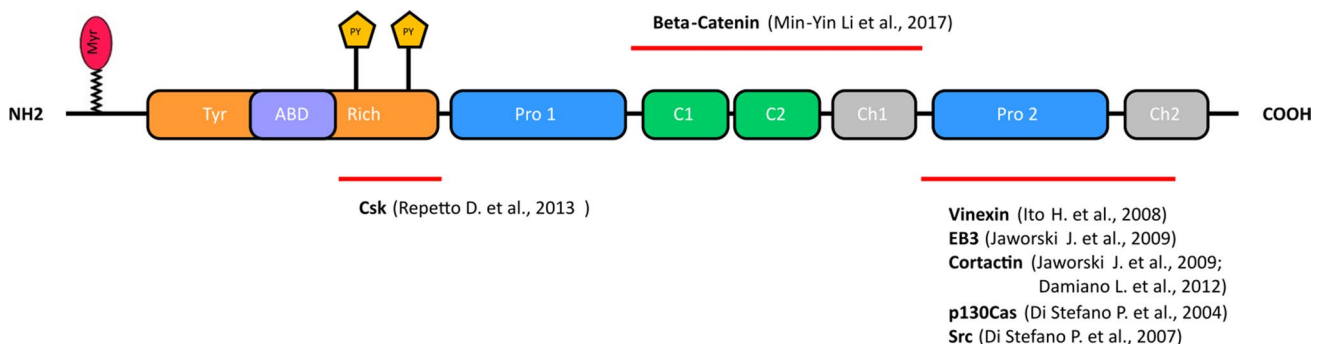 Beta-Catenin (Min-Yin Li et al., 2017)
Myr
PY PY
NH2 Tyr ABD Rich Pro 1 C1 C2 Ch1 Pro 2 Ch2 COOH
Csk (Repetto D. et al., 2013 )
Vinexin (Ito H. et al., 2008)
EB3 (Jaworski J. et al., 2009)
Cortactin (Jaworski J. et al., 2009;
Damiano L. et al., 2012)
p130Cas (Di Stefano P. et al., 2004)
Src (Di Stefano P. et al., 2007)